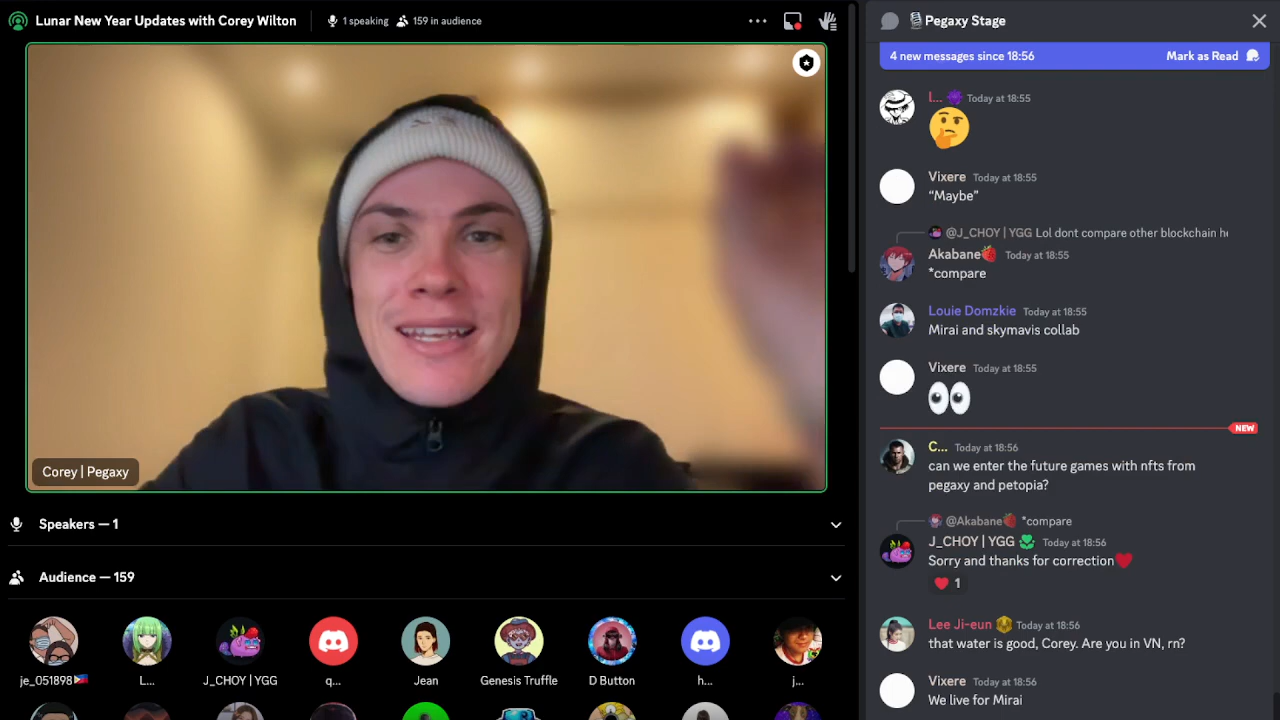 Lunar New Year Updates with Corey Wilton
1 speaking
159 in audience
Corey | Pegaxy
Speakers — 1
Audience — 159
je_051898🇵🇭
L...
J_CHOY | YGG
q...
Jean
Genesis Truffle
D Button
h...
j...
Pegaxy Stage
4 new messages since 18:56
Mark as Read
l... Today at 18:55
Vixere Today at 18:55
“Maybe”
@J_CHOY | YGG Lol dont compare other blockchain he
Akabane🍓 Today at 18:55
*compare
Louie Domzkie Today at 18:55
Mirai and skymavis collab
Vixere Today at 18:55
NEW
C... Today at 18:56
can we enter the future games with nfts from
pegaxy and petopia?
@Akabane🍓 *compare
J_CHOY | YGG Today at 18:56
Sorry and thanks for correction♥️
1
Lee Ji-eun Today at 18:56
that water is good, Corey. Are you in VN, rn?
Vixere Today at 18:56
We live for Mirai